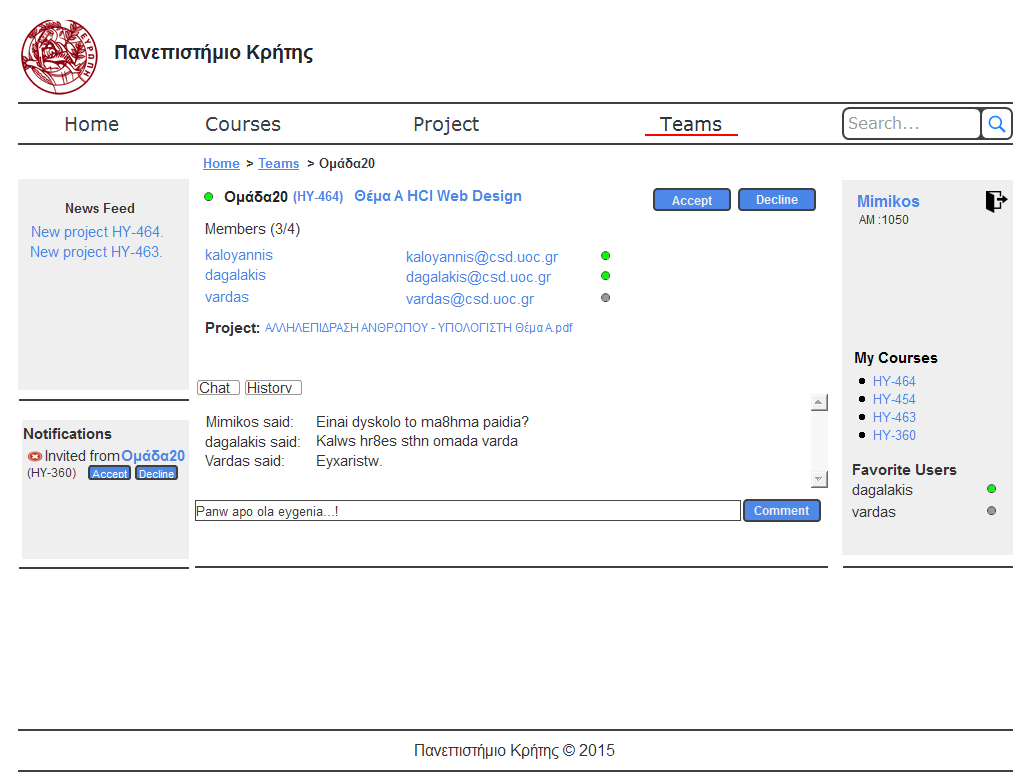 ΕΥΡΩΠΗ
Πανεπιστήμιο Κρήτης
Home Courses Project Teams Search...
Home > Teams > Ομάδα20
News Feed
New project HY-464.
New project HY-463.
Ομάδα20 (HY-464) Θέμα Α HCI Web Design Accept Decline
Members (3/4)
kaloyannis kaloyannis@csd.uoc.gr
dagalakis dagalakis@csd.uoc.gr
vardas vardas@csd.uoc.gr
Project: ΑΛΛΗΛΕΠΙΔΡΑΣΗ ΑΝΘΡΩΠΟΥ - ΥΠΟΛΟΓΙΣΤΗ Θέμα Α.pdf
Chat History
Mimikos said: Einai dyskolo to ma8hma paidia?
dagalakis said: Kalws hr8es sthn omada varda
Vardas said: Eyxaristw.
Panw apo ola eygenia...! Comment
Notifications
Invited from Ομάδα20
(HY-360) Accept Decline
Mimikos
AM :1050
My Courses
HY-464
HY-454
HY-463
HY-360
Favorite Users
dagalakis
vardas
Πανεπιστήμιο Κρήτης © 2015